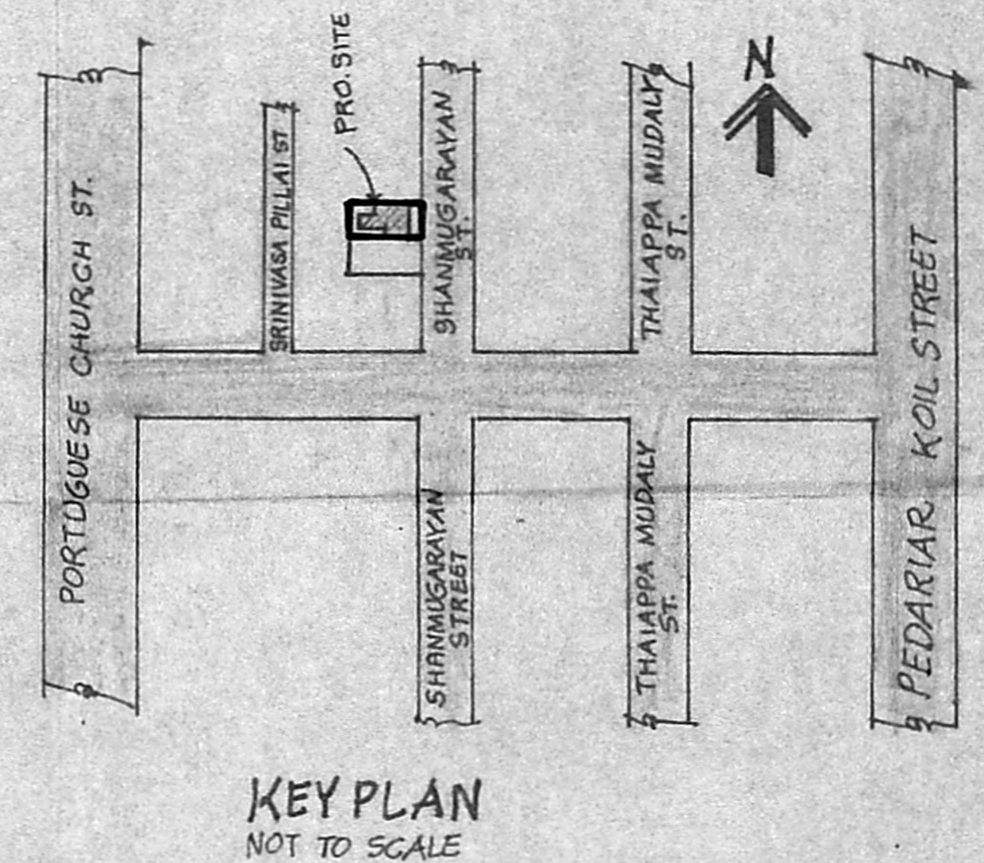 PORTUGUESE CHURCH ST.
SRINIVASA PILLAI ST
PRO. SITE
SHANMUGARAYAN
ST.
THAIAPPA MUDALY
ST.
N
PEDARIAR KOIL STREET
SHANMUGARAYAN
STREET
THAIAPPA MUDALY
ST.
KEY PLAN
NOT TO SCALE